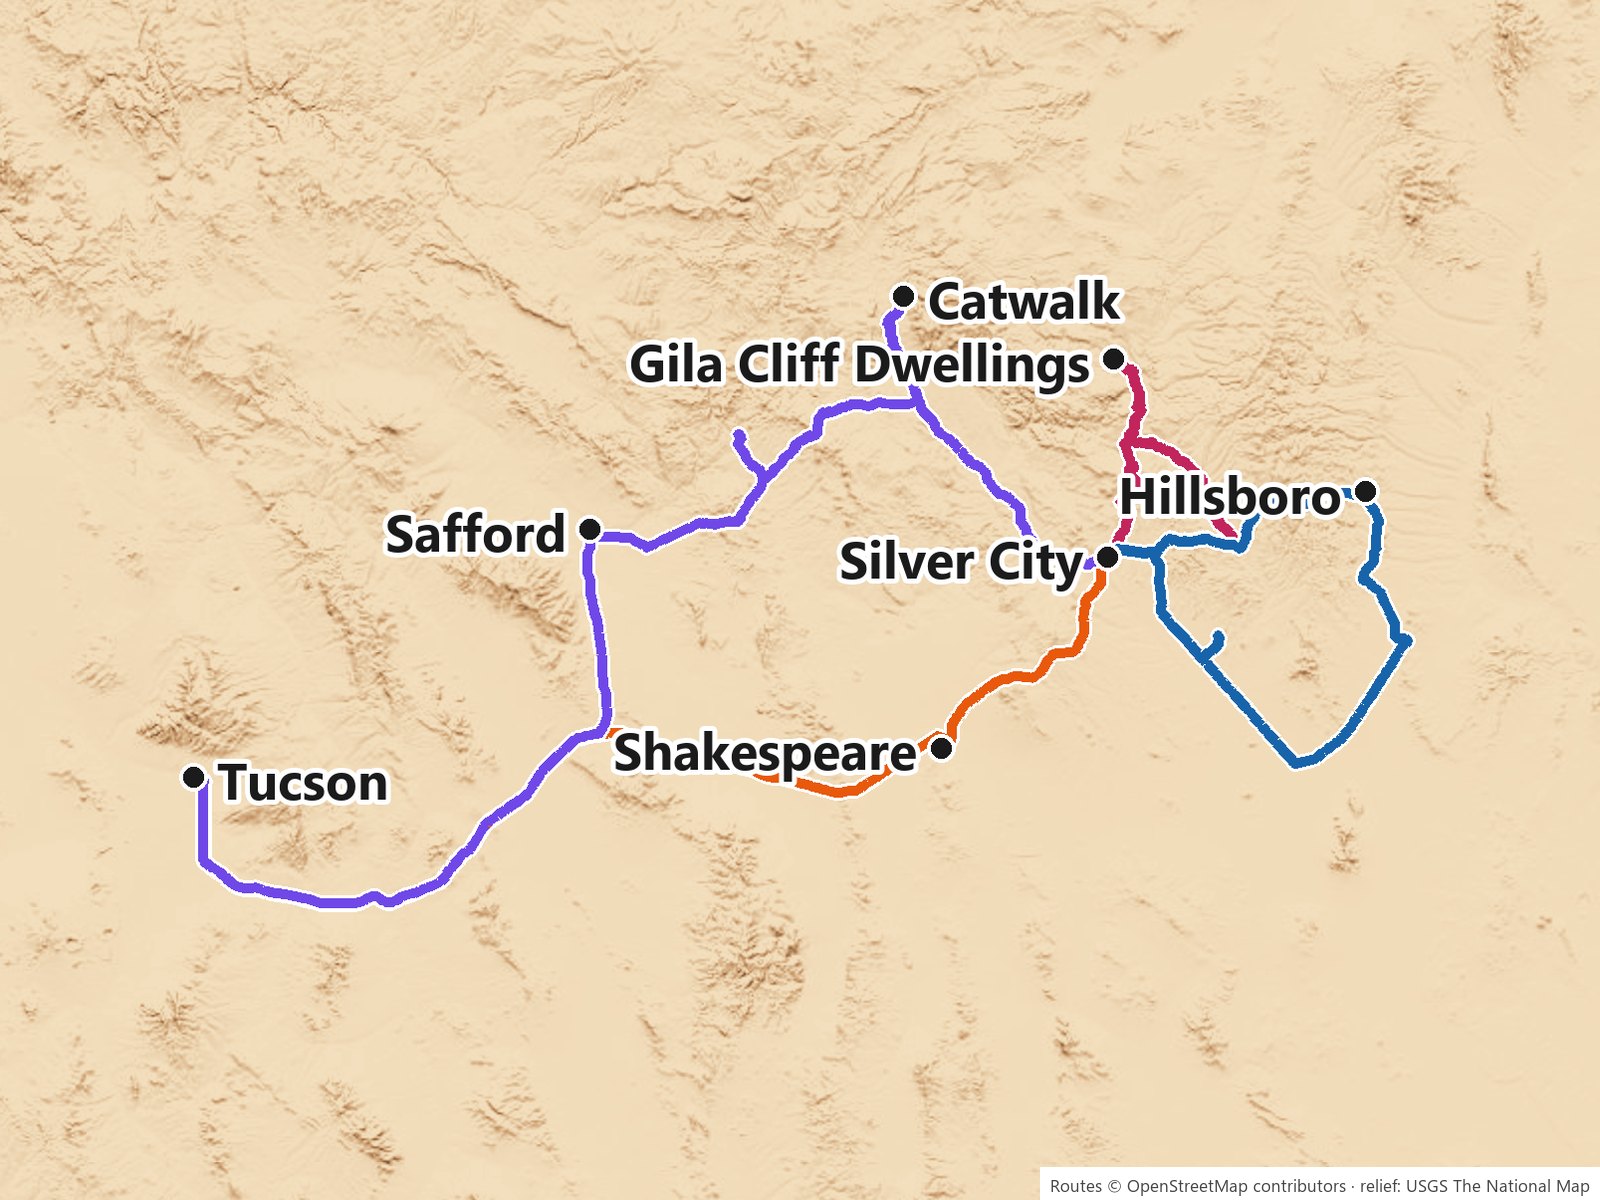 Catwalk
Gila Cliff Dwellings
Hillsboro
Safford
Silver City
Shakespeare
Tucson
Routes © OpenStreetMap contributors · relief: USGS The National Map